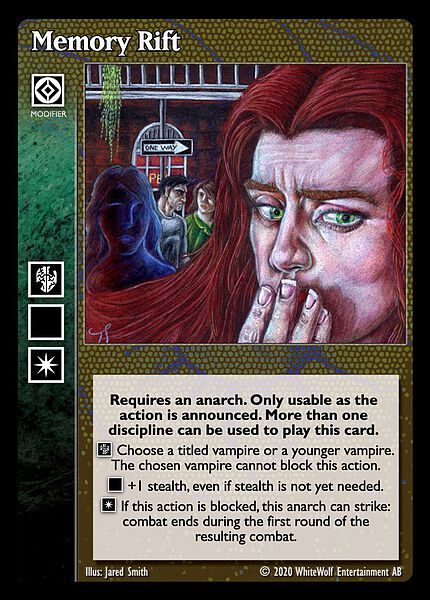 Memory Rift
MODIFIER
ONE WAY
Requires an anarch. Only usable as the
action is announced. More than one
discipline can be used to play this card.
Choose a titled vampire or a younger vampire.
The chosen vampire cannot block this action.
+1 stealth, even if stealth is not yet needed.
If this action is blocked, this anarch can strike:
combat ends during the first round of the
resulting combat.
Illus: Jared Smith
© 2020 WhiteWolf Entertainment AB